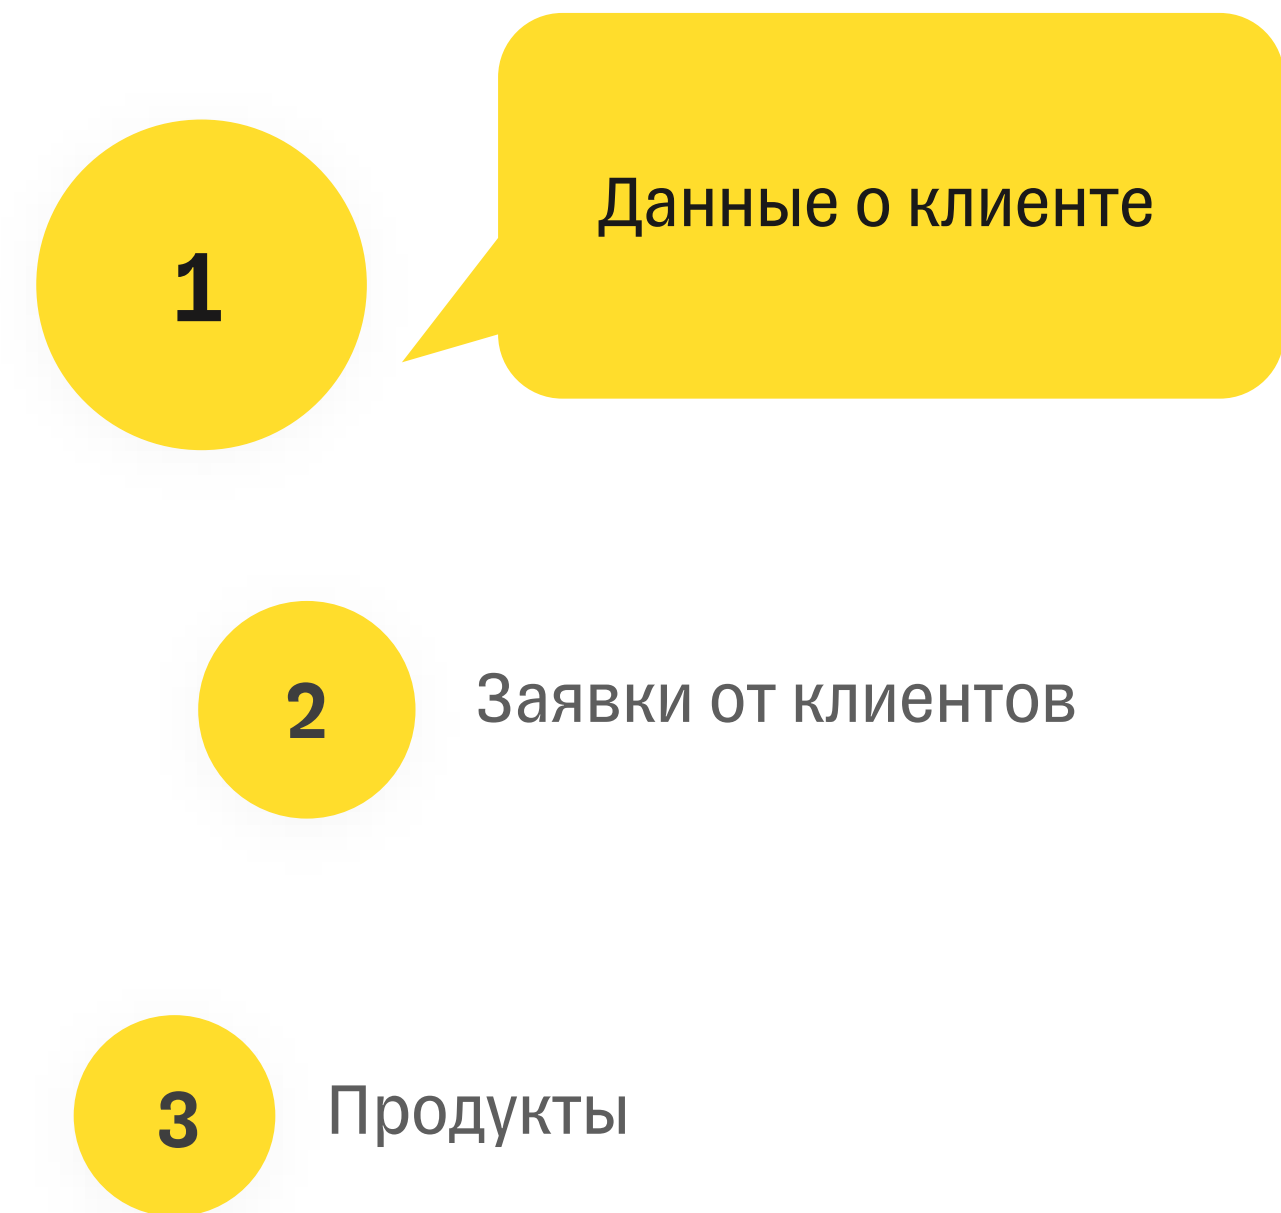 1
Данные о клиенте
2
Заявки от клиентов
3
Продукты